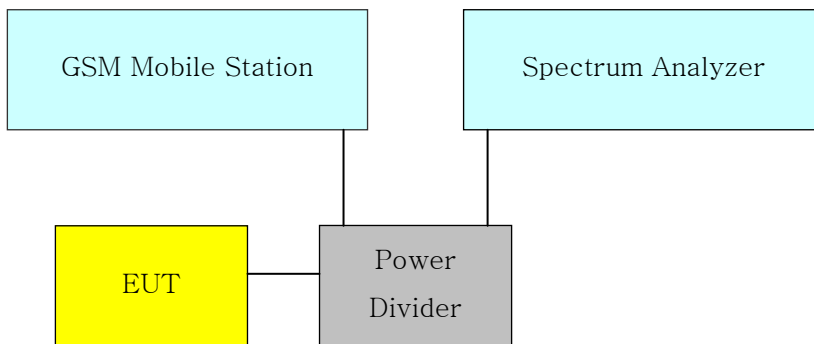 GSM Mobile Station
Spectrum Analyzer
EUT
Power
Divider